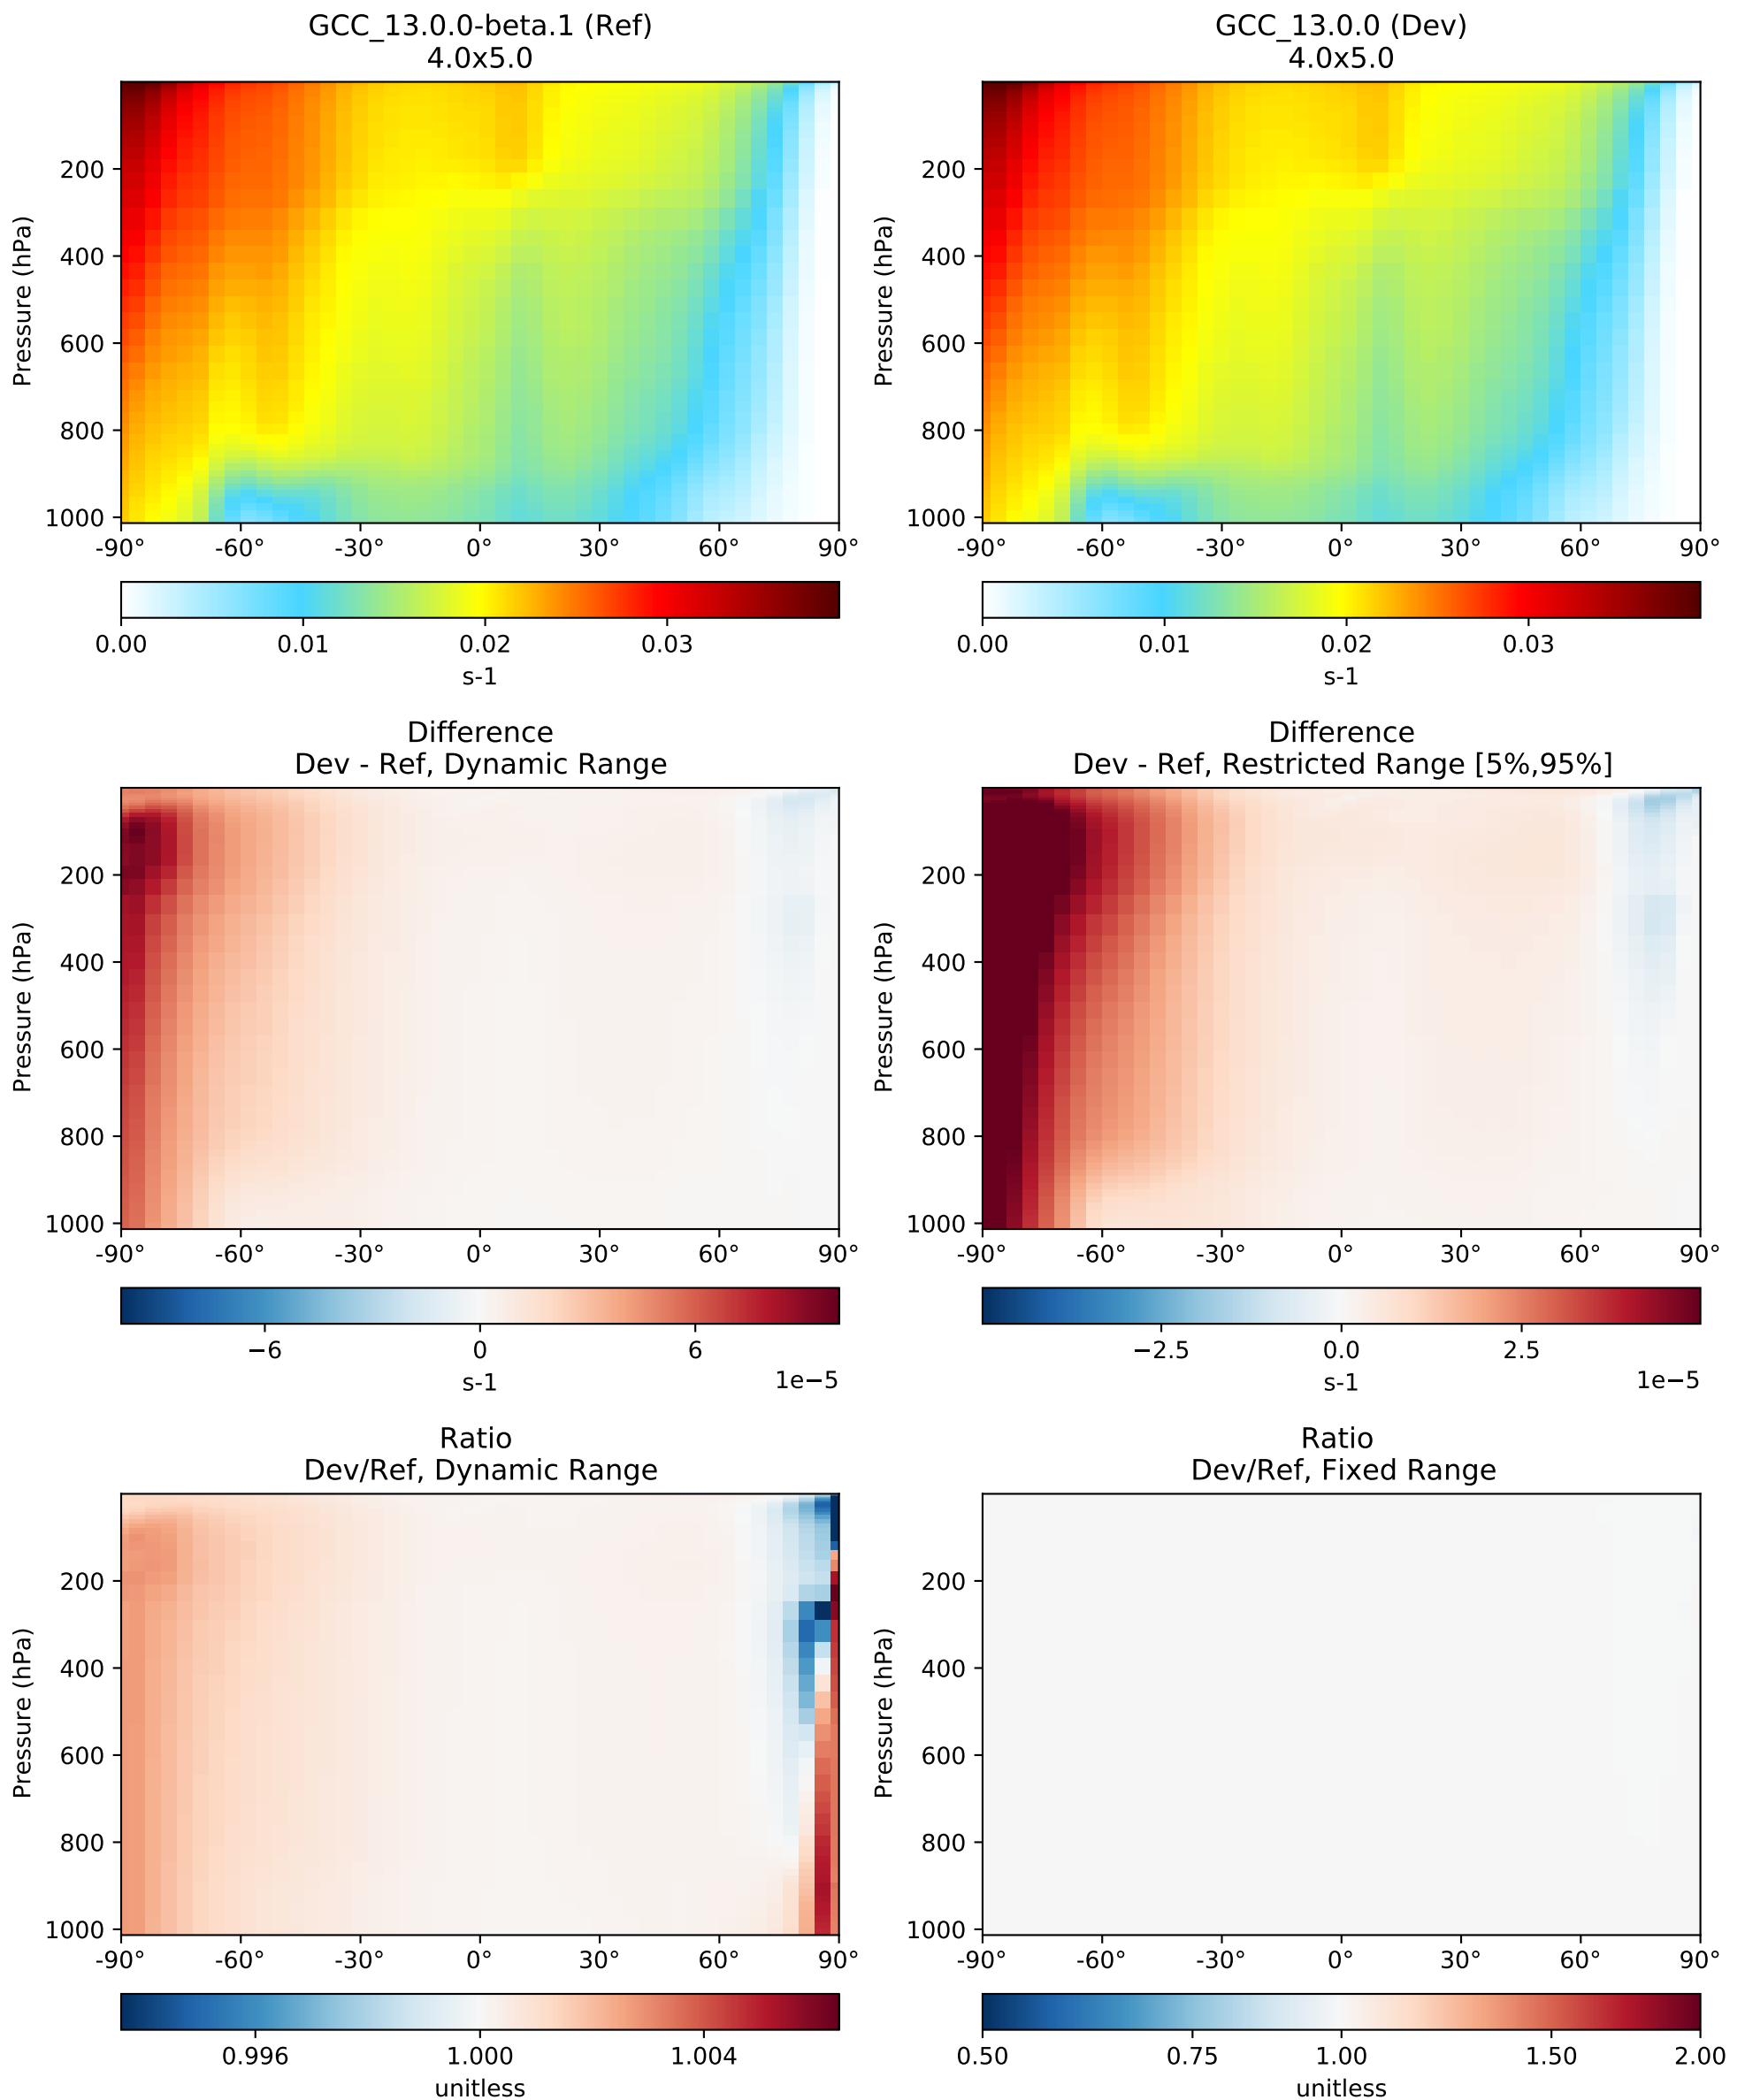 GCC_13.0.0-beta.1 (Ref)
4.0x5.0
Pressure (hPa)
200
400
600
800
1000
-90° -60° -30° 0° 30° 60° 90°
0.00 0.01 0.02 0.03
s-1
GCC_13.0.0 (Dev)
4.0x5.0
Pressure (hPa)
200
400
600
800
1000
-90° -60° -30° 0° 30° 60° 90°
0.00 0.01 0.02 0.03
s-1
Difference
Dev - Ref, Dynamic Range
Pressure (hPa)
200
400
600
800
1000
-90° -60° -30° 0° 30° 60° 90°
−6 0 6
s-1 1e−5
Difference
Dev - Ref, Restricted Range [5%,95%]
Pressure (hPa)
200
400
600
800
1000
-90° -60° -30° 0° 30° 60° 90°
−2.5 0.0 2.5
s-1 1e−5
Ratio
Dev/Ref, Dynamic Range
Pressure (hPa)
200
400
600
800
1000
-90° -60° -30° 0° 30° 60° 90°
0.996 1.000 1.004
unitless
Ratio
Dev/Ref, Fixed Range
Pressure (hPa)
200
400
600
800
1000
-90° -60° -30° 0° 30° 60° 90°
0.50 0.75 1.00 1.50 2.00
unitless